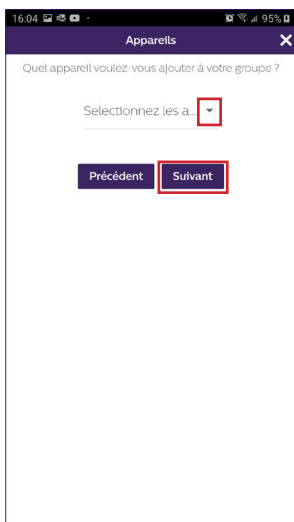 16:04 95%
Appareils
Quel appareil voulez-vous ajouter à votre groupe ?
Selectionnez les a...
Précédent Suivant